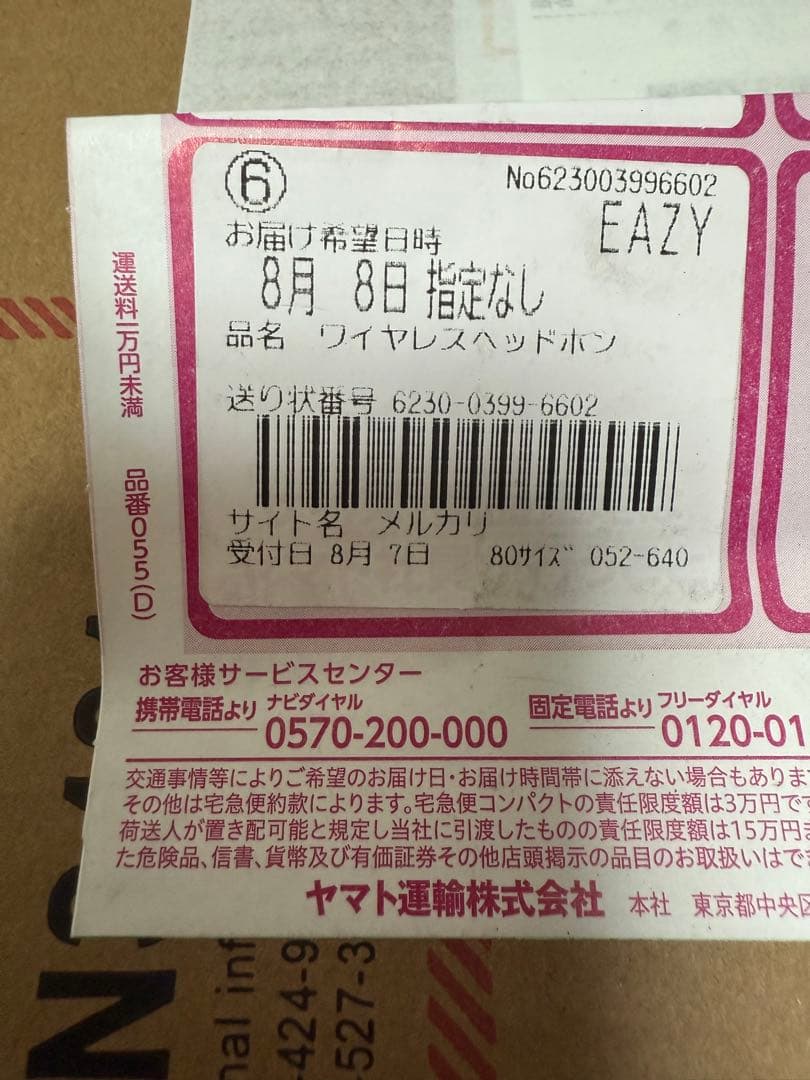 ⑥
No623003996602
お届け希望日時
EAZY
8月 8日 指定なし
品名 ワイヤレスヘッドホン
送り状番号 6230-0399-6602
サイト名 メルカリ
受付日 8月 7日 80サイズ 052-640
運送料一万円未満 品番055(D)
お客様サービスセンター
携帯電話より ナビダイヤル 0570-200-000 固定電話より フリーダイヤル 0120-01
交通事情等によりご希望のお届け日・お届け時間帯に添えない場合もありま
その他は宅急便約款によります。宅急便コンパクトの責任限度額は3万円で
荷送人が置き配可能と規定し当社に引渡したものの責任限度額は15万円
た危険品、信書、貨幣及び有価証券その他店頭掲示の品目のお取扱いはで
ヤマト運輸株式会社 本社 東京都中央区
nal inf
-424-9
-527-3